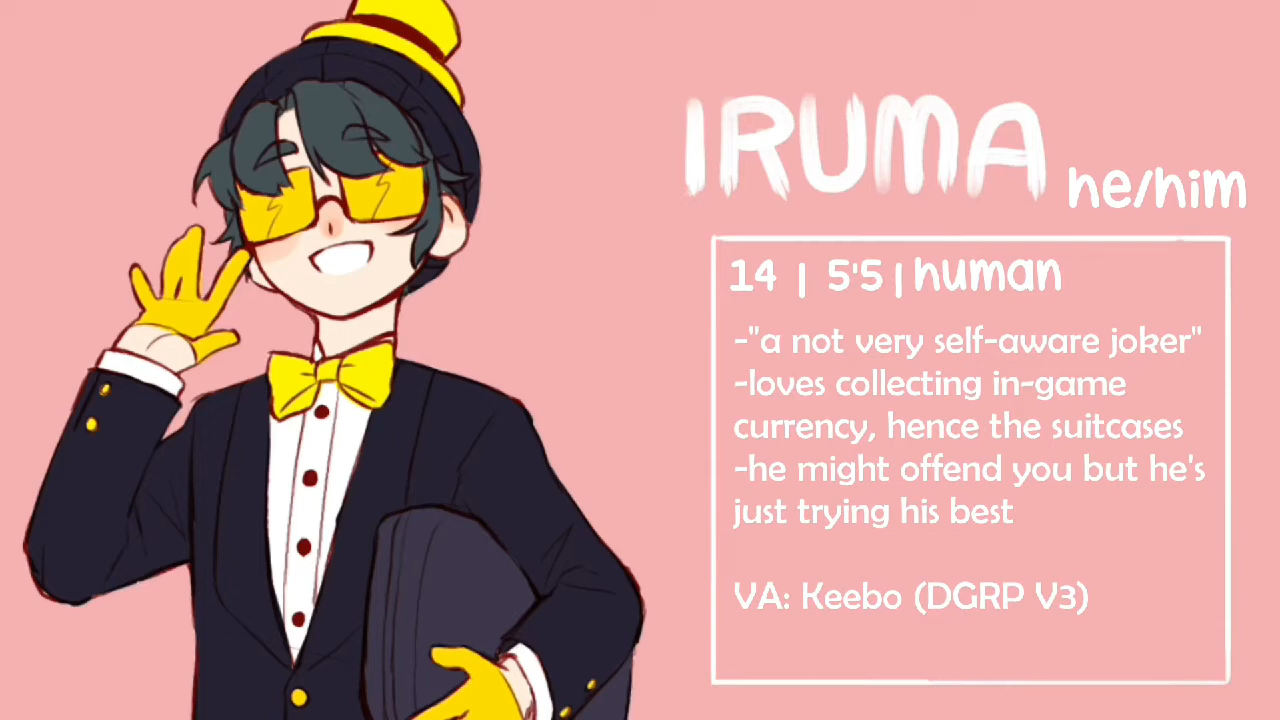 IRUMA he/him
14 | 5'5 | human
-"a not very self-aware joker"
-loves collecting in-game
currency, hence the suitcases
-he might offend you but he's
just trying his best
VA: Keebo (DGRP V3)